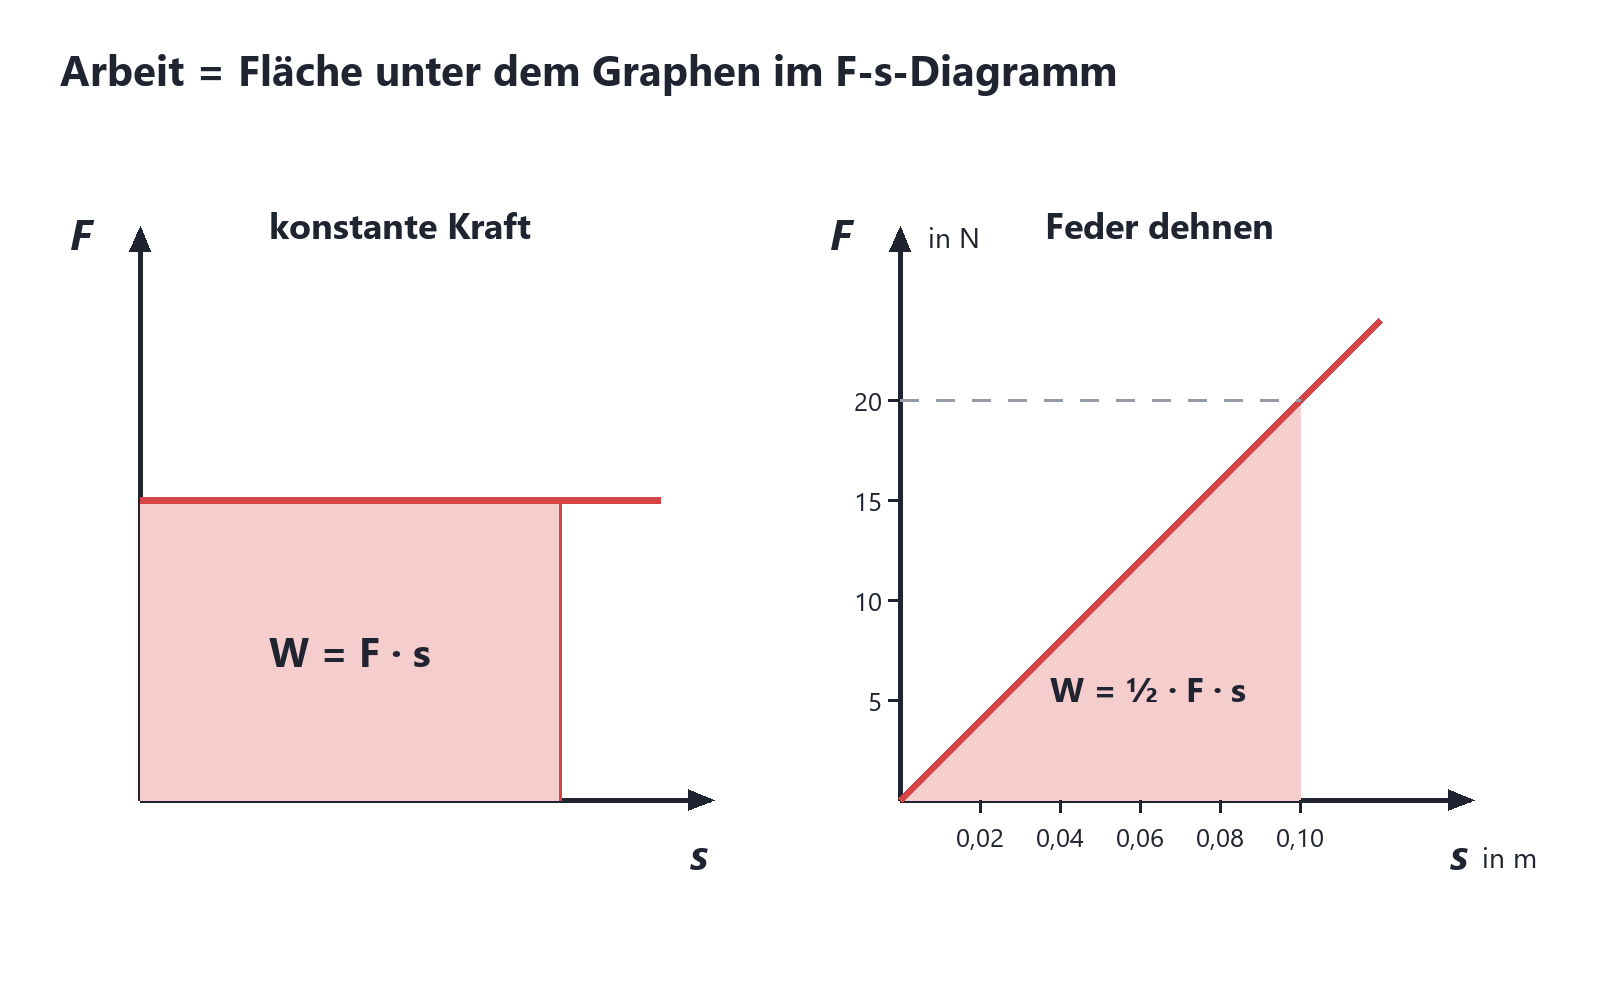 Arbeit = Fläche unter dem Graphen im F-s-Diagramm
konstante Kraft
F
W = F · s
s
Feder dehnen
F in N
20
15
10
5
W = ½ · F · s
0,02 0,04 0,06 0,08 0,10
s in m